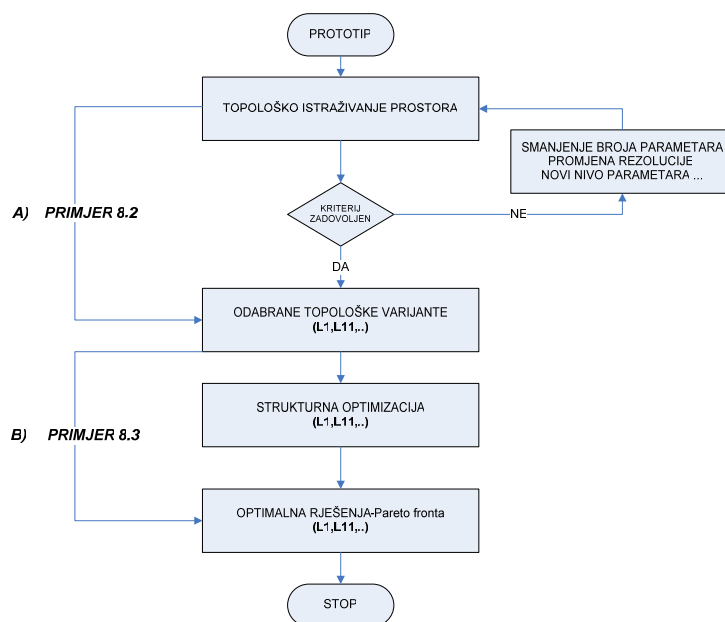 PROTOTIP
TOPOLOŠKO ISTRAŽIVANJE PROSTORA
SMANJENJE BROJA PARAMETARA
PROMJENA REZOLUCIJE
NOVI NIVO PARAMETARA ...
A) PRIMJER 8.2
KRITERIJ
ZADOVOLJEN
NE
DA
ODABRANE TOPOLOŠKE VARIJANTE
(L1,L11,..)
STRUKTURNA OPTIMIZACIJA
(L1,L11,..)
B) PRIMJER 8.3
OPTIMALNA RJEŠENJA-Pareto fronta
(L1,L11,..)
STOP